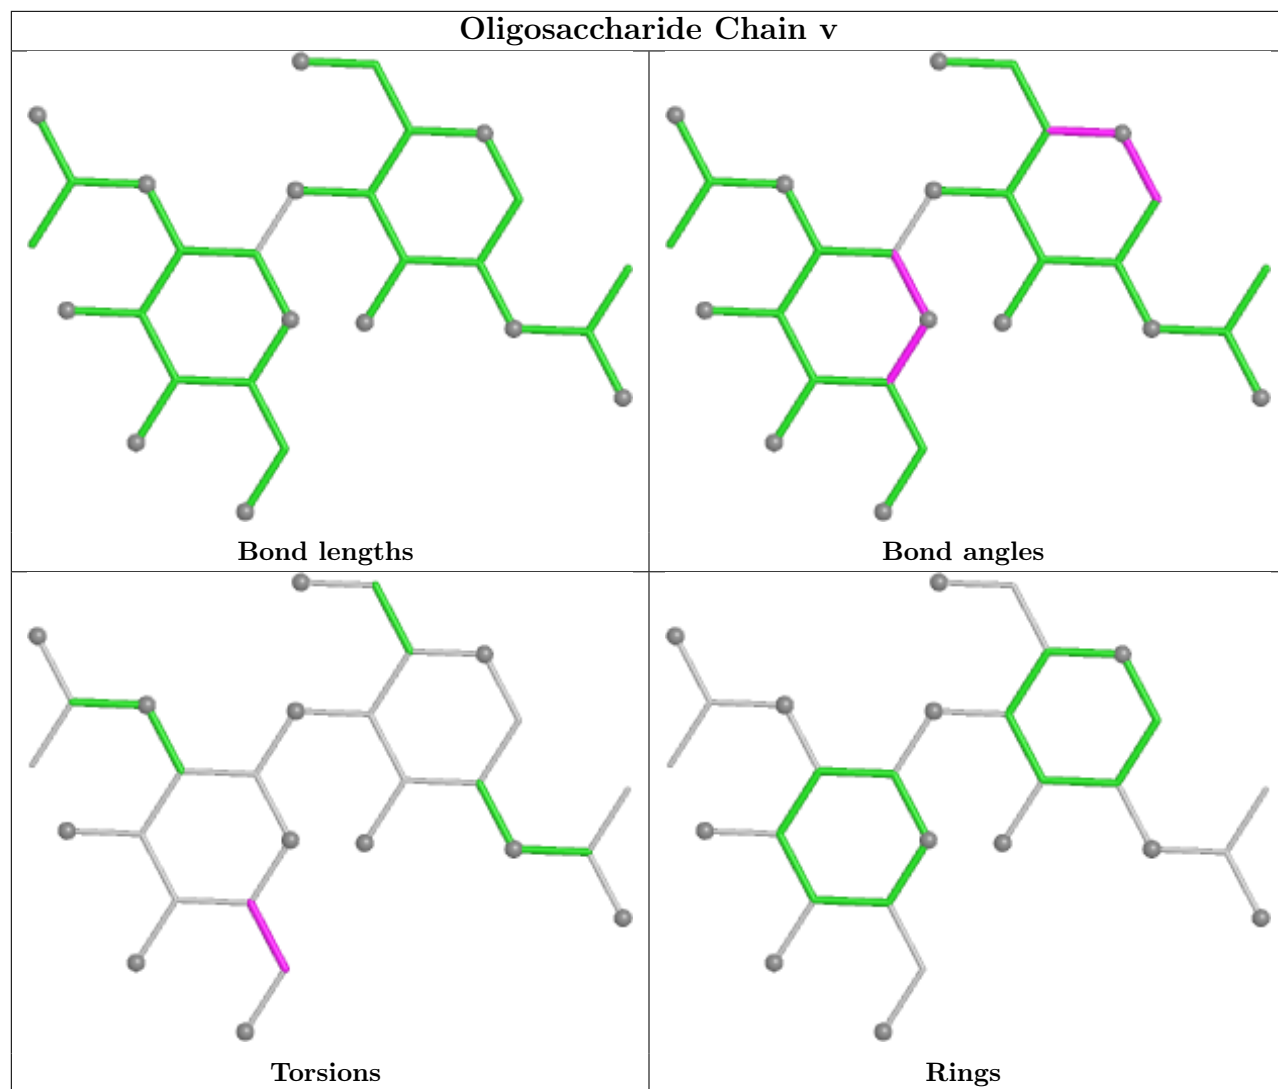 Oligosaccharide Chain v
Bond lengths
Bond angles
Torsions
Rings